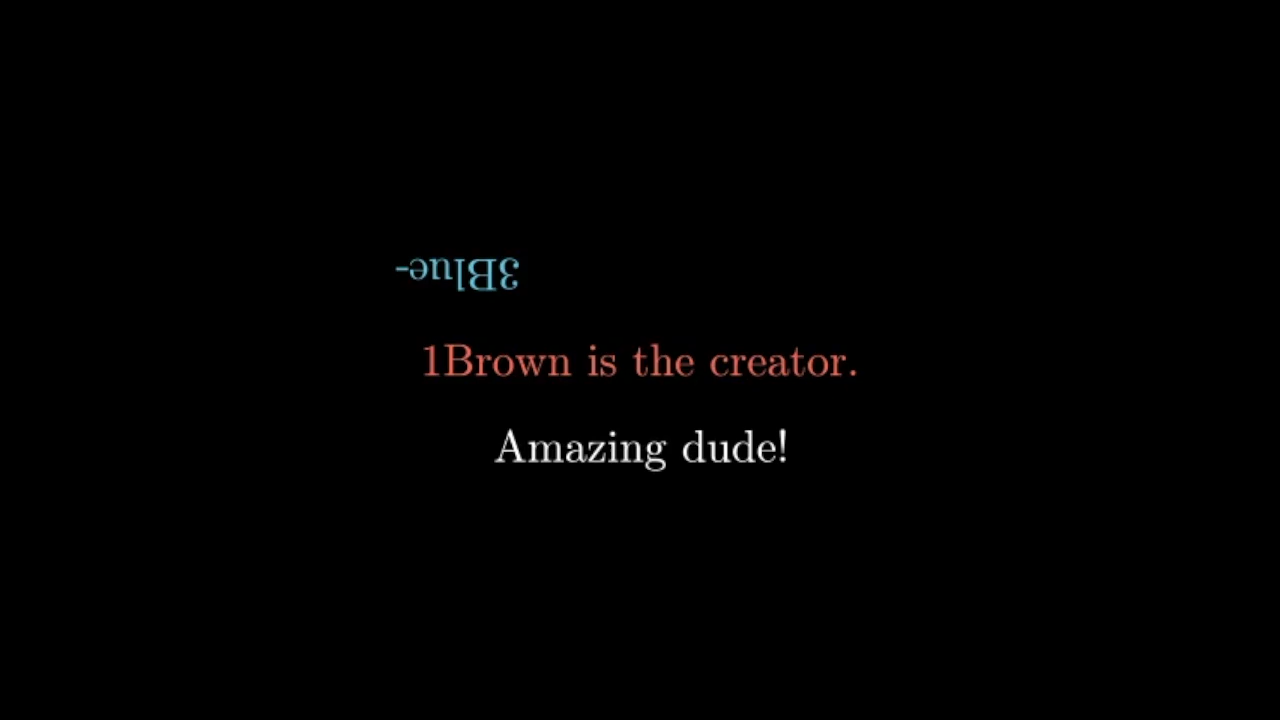 3Blue-
1Brown is the creator.
Amazing dude!